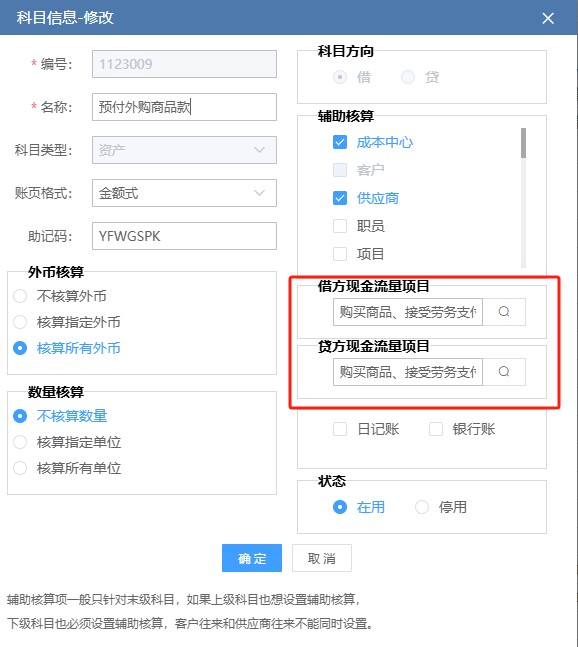 科目信息-修改
* 编号： 1123009
* 名称： 预付外购商品款
科目类型： 资产
账页格式： 金额式
助记码： YFWGSPK
外币核算
不核算外币
核算指定外币
核算所有外币
数量核算
不核算数量
核算指定单位
核算所有单位
科目方向
借 贷
辅助核算
成本中心
客户
供应商
职员
项目
借方现金流量项目
购买商品、接受劳务支付
贷方现金流量项目
购买商品、接受劳务支付
日记账 银行账
状态
在用 停用
确 定 取 消
辅助核算项一般只针对末级科目，如果上级科目也想设置辅助核算，
下级科目也必须设置辅助核算，客户往来和供应商往来不能同时设置。